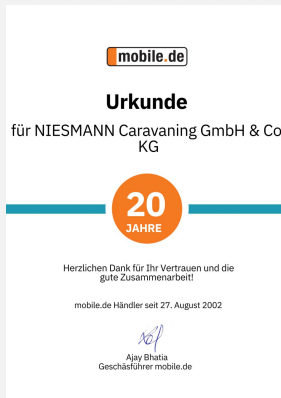 mobile.de
Urkunde
für NIESMANN Caravaning GmbH & Co
KG
20
JAHRE
Herzlichen Dank für Ihr Vertrauen und die
gute Zusammenarbeit!
mobile.de Händler seit 27. August 2002
Ajay Bhatia
Geschäsführer mobile.de